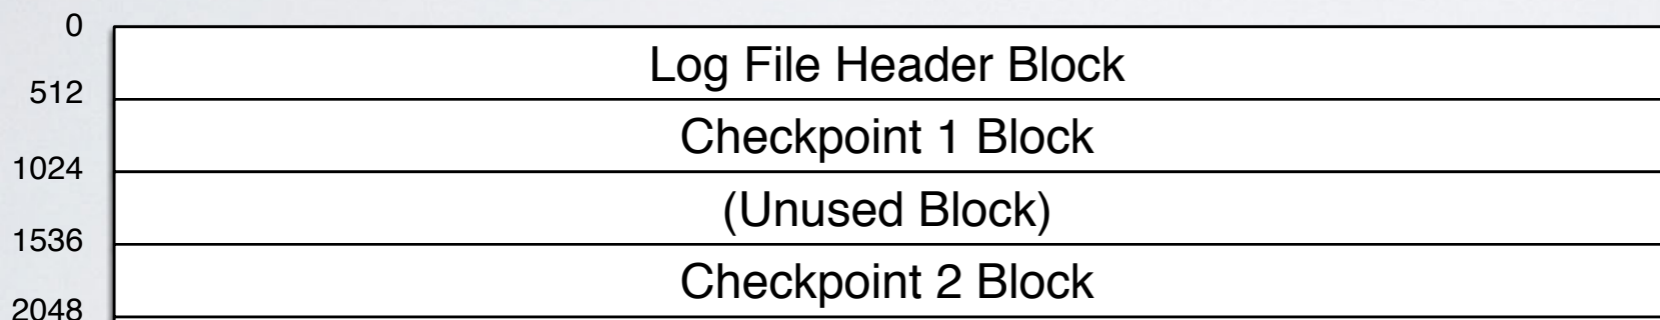 0
Log File Header Block
512
Checkpoint 1 Block
1024
(Unused Block)
1536
Checkpoint 2 Block
2048